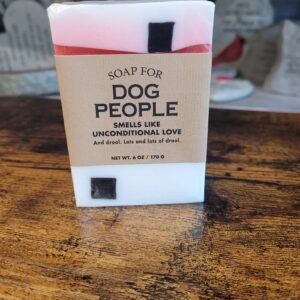 SOAP FOR
DOG
PEOPLE
SMELLS LIKE
UNCONDITIONAL LOVE
And drool. Lots and lots of drool.
NET WT. 6 OZ / 170 G